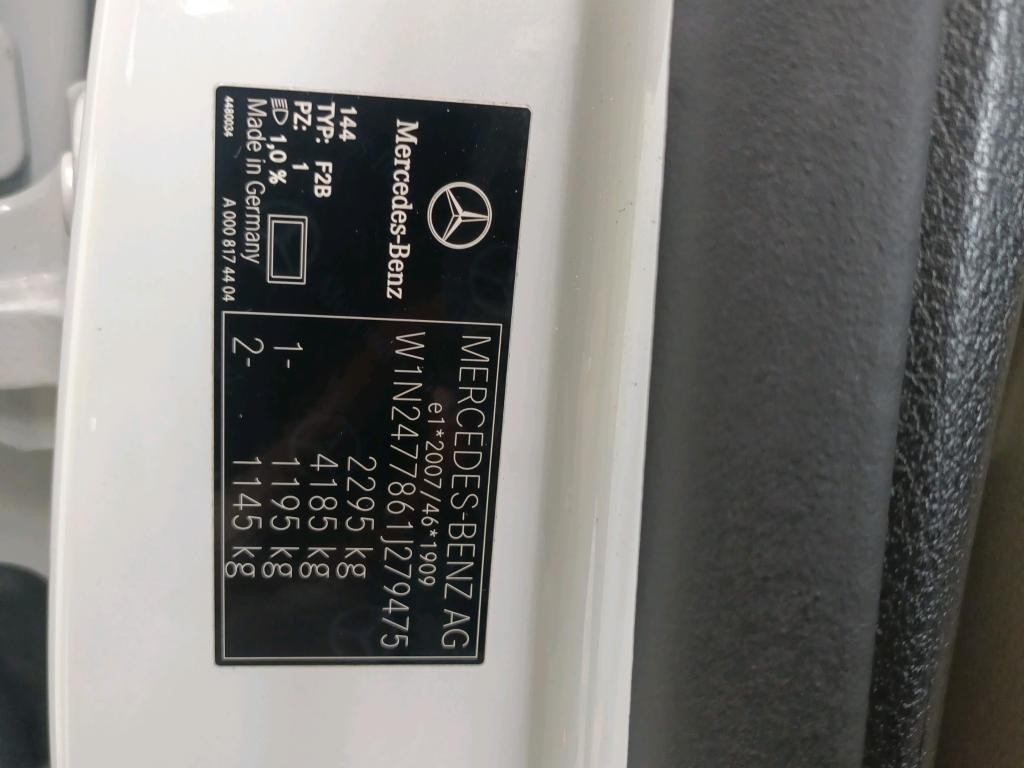 Mercedes-Benz
144
TYP: F2B
PZ: 1
1,0 %
Made in Germany
4480034 A 000 817 44 04
MERCEDES-BENZ AG
e1*2007/46*1909
W1N2477861J279475
2295 kg
4185 kg
1- 1195 kg
2- 1145 kg